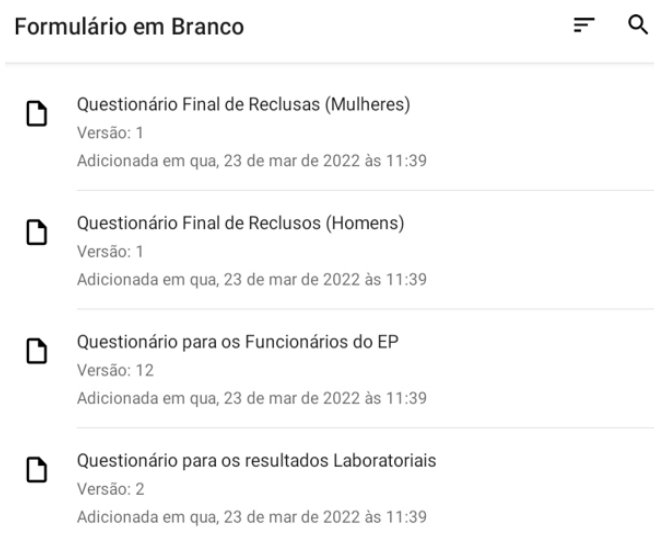 Formulário em Branco
Questionário Final de Reclusas (Mulheres)
Versão: 1
Adicionada em qua, 23 de mar de 2022 às 11:39
Questionário Final de Reclusos (Homens)
Versão: 1
Adicionada em qua, 23 de mar de 2022 às 11:39
Questionário para os Funcionários do EP
Versão: 12
Adicionada em qua, 23 de mar de 2022 às 11:39
Questionário para os resultados Laboratoriais
Versão: 2
Adicionada em qua, 23 de mar de 2022 às 11:39